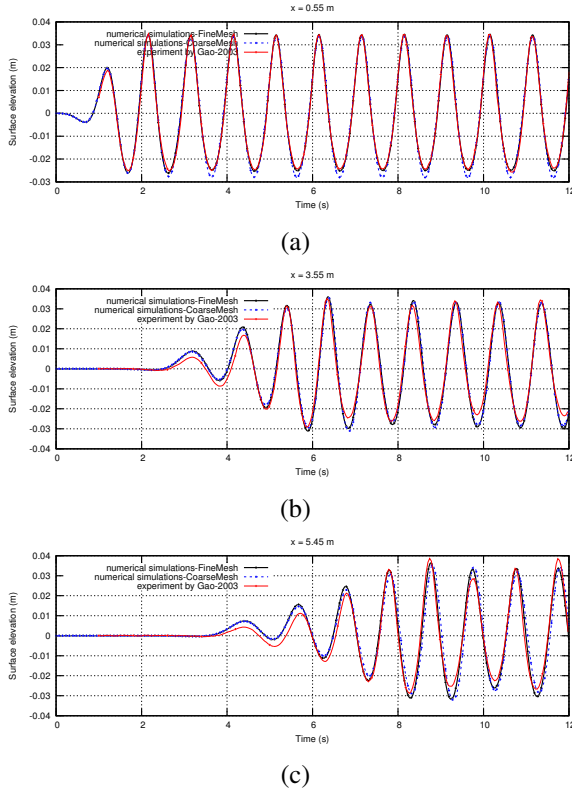 x = 0.55 m
0.04
0.03
0.02
0.01
0
-0.01
-0.02
-0.03
Surface elevation (m)
numerical simulations-FineMesh
numerical simulations-CoarseMesh
experiment by Gao-2003
0 2 4 6 8 10 12
Time (s)
(a)
x = 3.55 m
0.04
0.03
0.02
0.01
0
-0.01
-0.02
-0.03
-0.04
Surface elevation (m)
numerical simulations-FineMesh
numerical simulations-CoarseMesh
experiment by Gao-2003
0 2 4 6 8 10 12
Time (s)
(b)
x = 5.45 m
0.04
0.03
0.02
0.01
0
-0.01
-0.02
-0.03
-0.04
Surface elevation (m)
numerical simulations-FineMesh
numerical simulations-CoarseMesh
experiment by Gao-2003
0 2 4 6 8 10 12
Time (s)
(c)